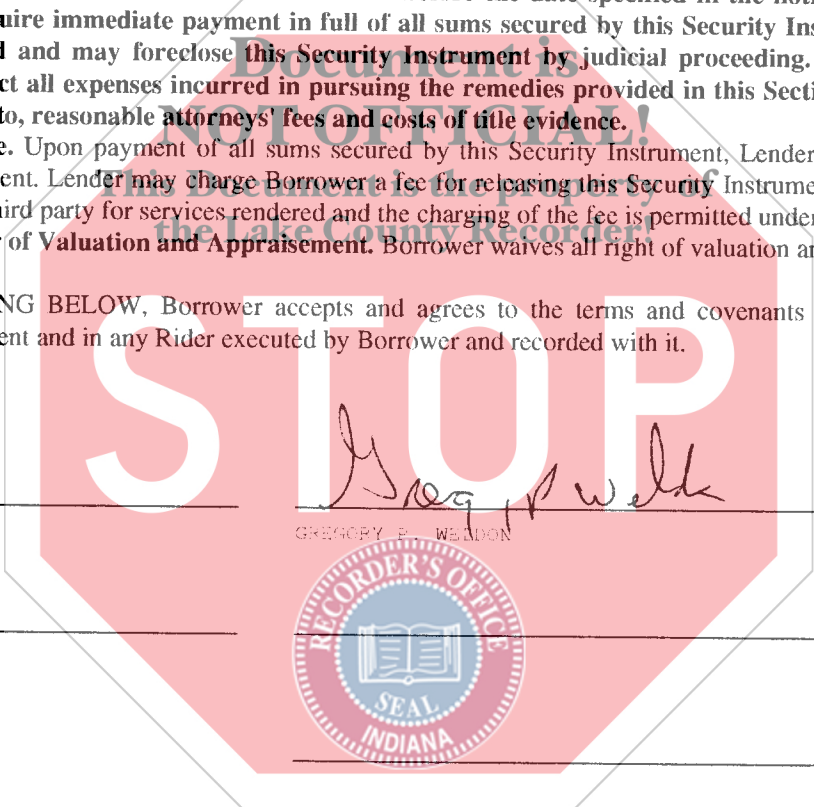 uire immediate payment in full of all sums secured by this Security Ins
d and may foreclose this Security Instrument by judicial proceeding.
ct all expenses incurred in pursuing the remedies provided in this Secti
to, reasonable attorneys' fees and costs of title evidence.
e. Upon payment of all sums secured by this Security Instrument, Lender
ent. Lender may charge Borrower a fee for releasing this Security Instrume
hird party for services rendered and the charging of the fee is permitted under
r of Valuation and Appraisement. Borrower waives all right of valuation a
Document is
NOT OFFICIAL!
This Document is the property of
the Lake County Recorder!
NG BELOW, Borrower accepts and agrees to the terms and covenants
ent and in any Rider executed by Borrower and recorded with it.
STOP
GREGORY P. WELDON
RECORDER'S OFFICE
SEAL
INDIANA